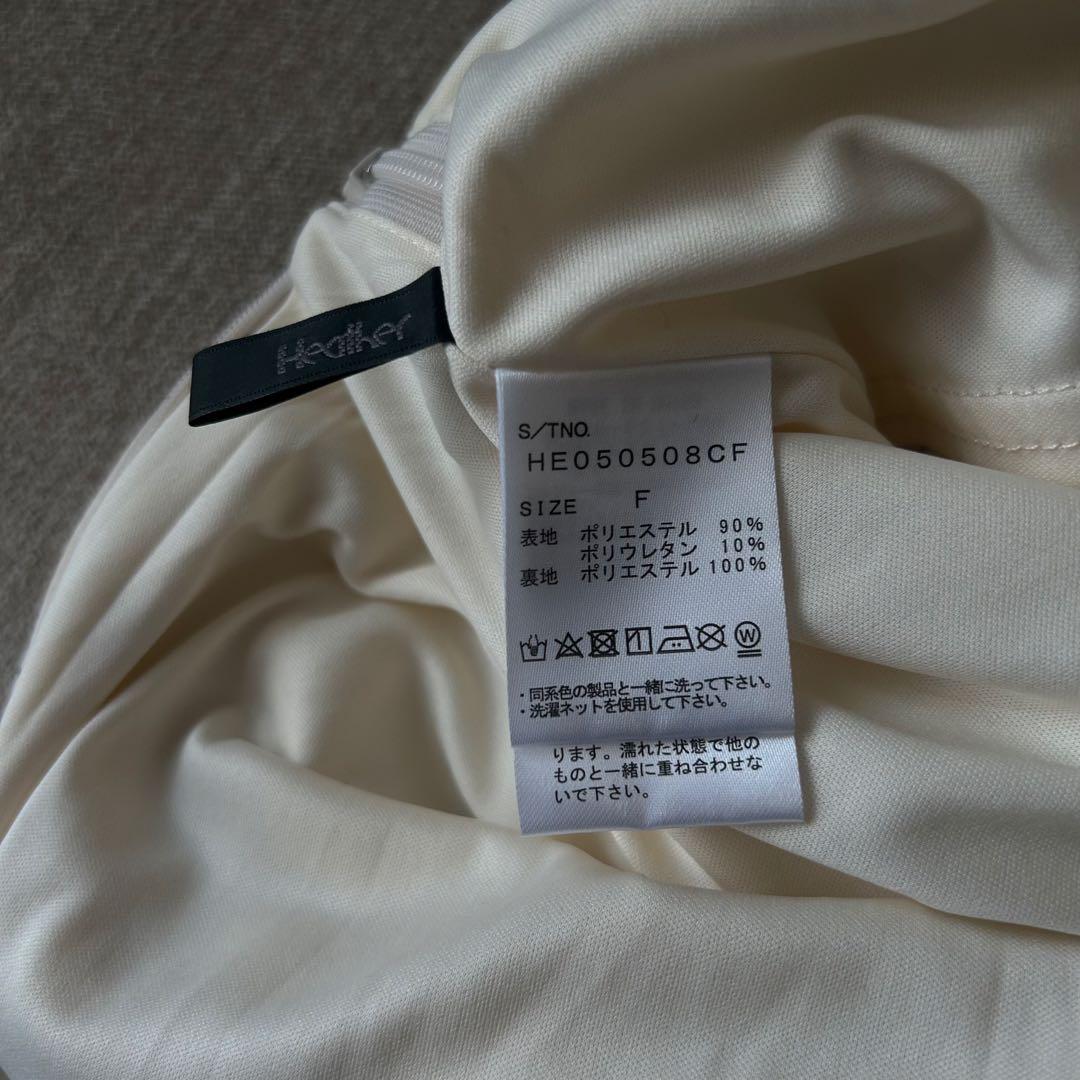 Heather
S/TNO.
HE050508CF
SIZE F
表地 ポリエステル 90%
ポリウレタン 10%
裏地 ポリエステル 100%
W
・同系色の製品と一緒に洗って下さい。
・洗濯ネットを使用して下さい。
ります。濡れた状態で他の
ものと一緒に重ね合わせな
いで下さい。